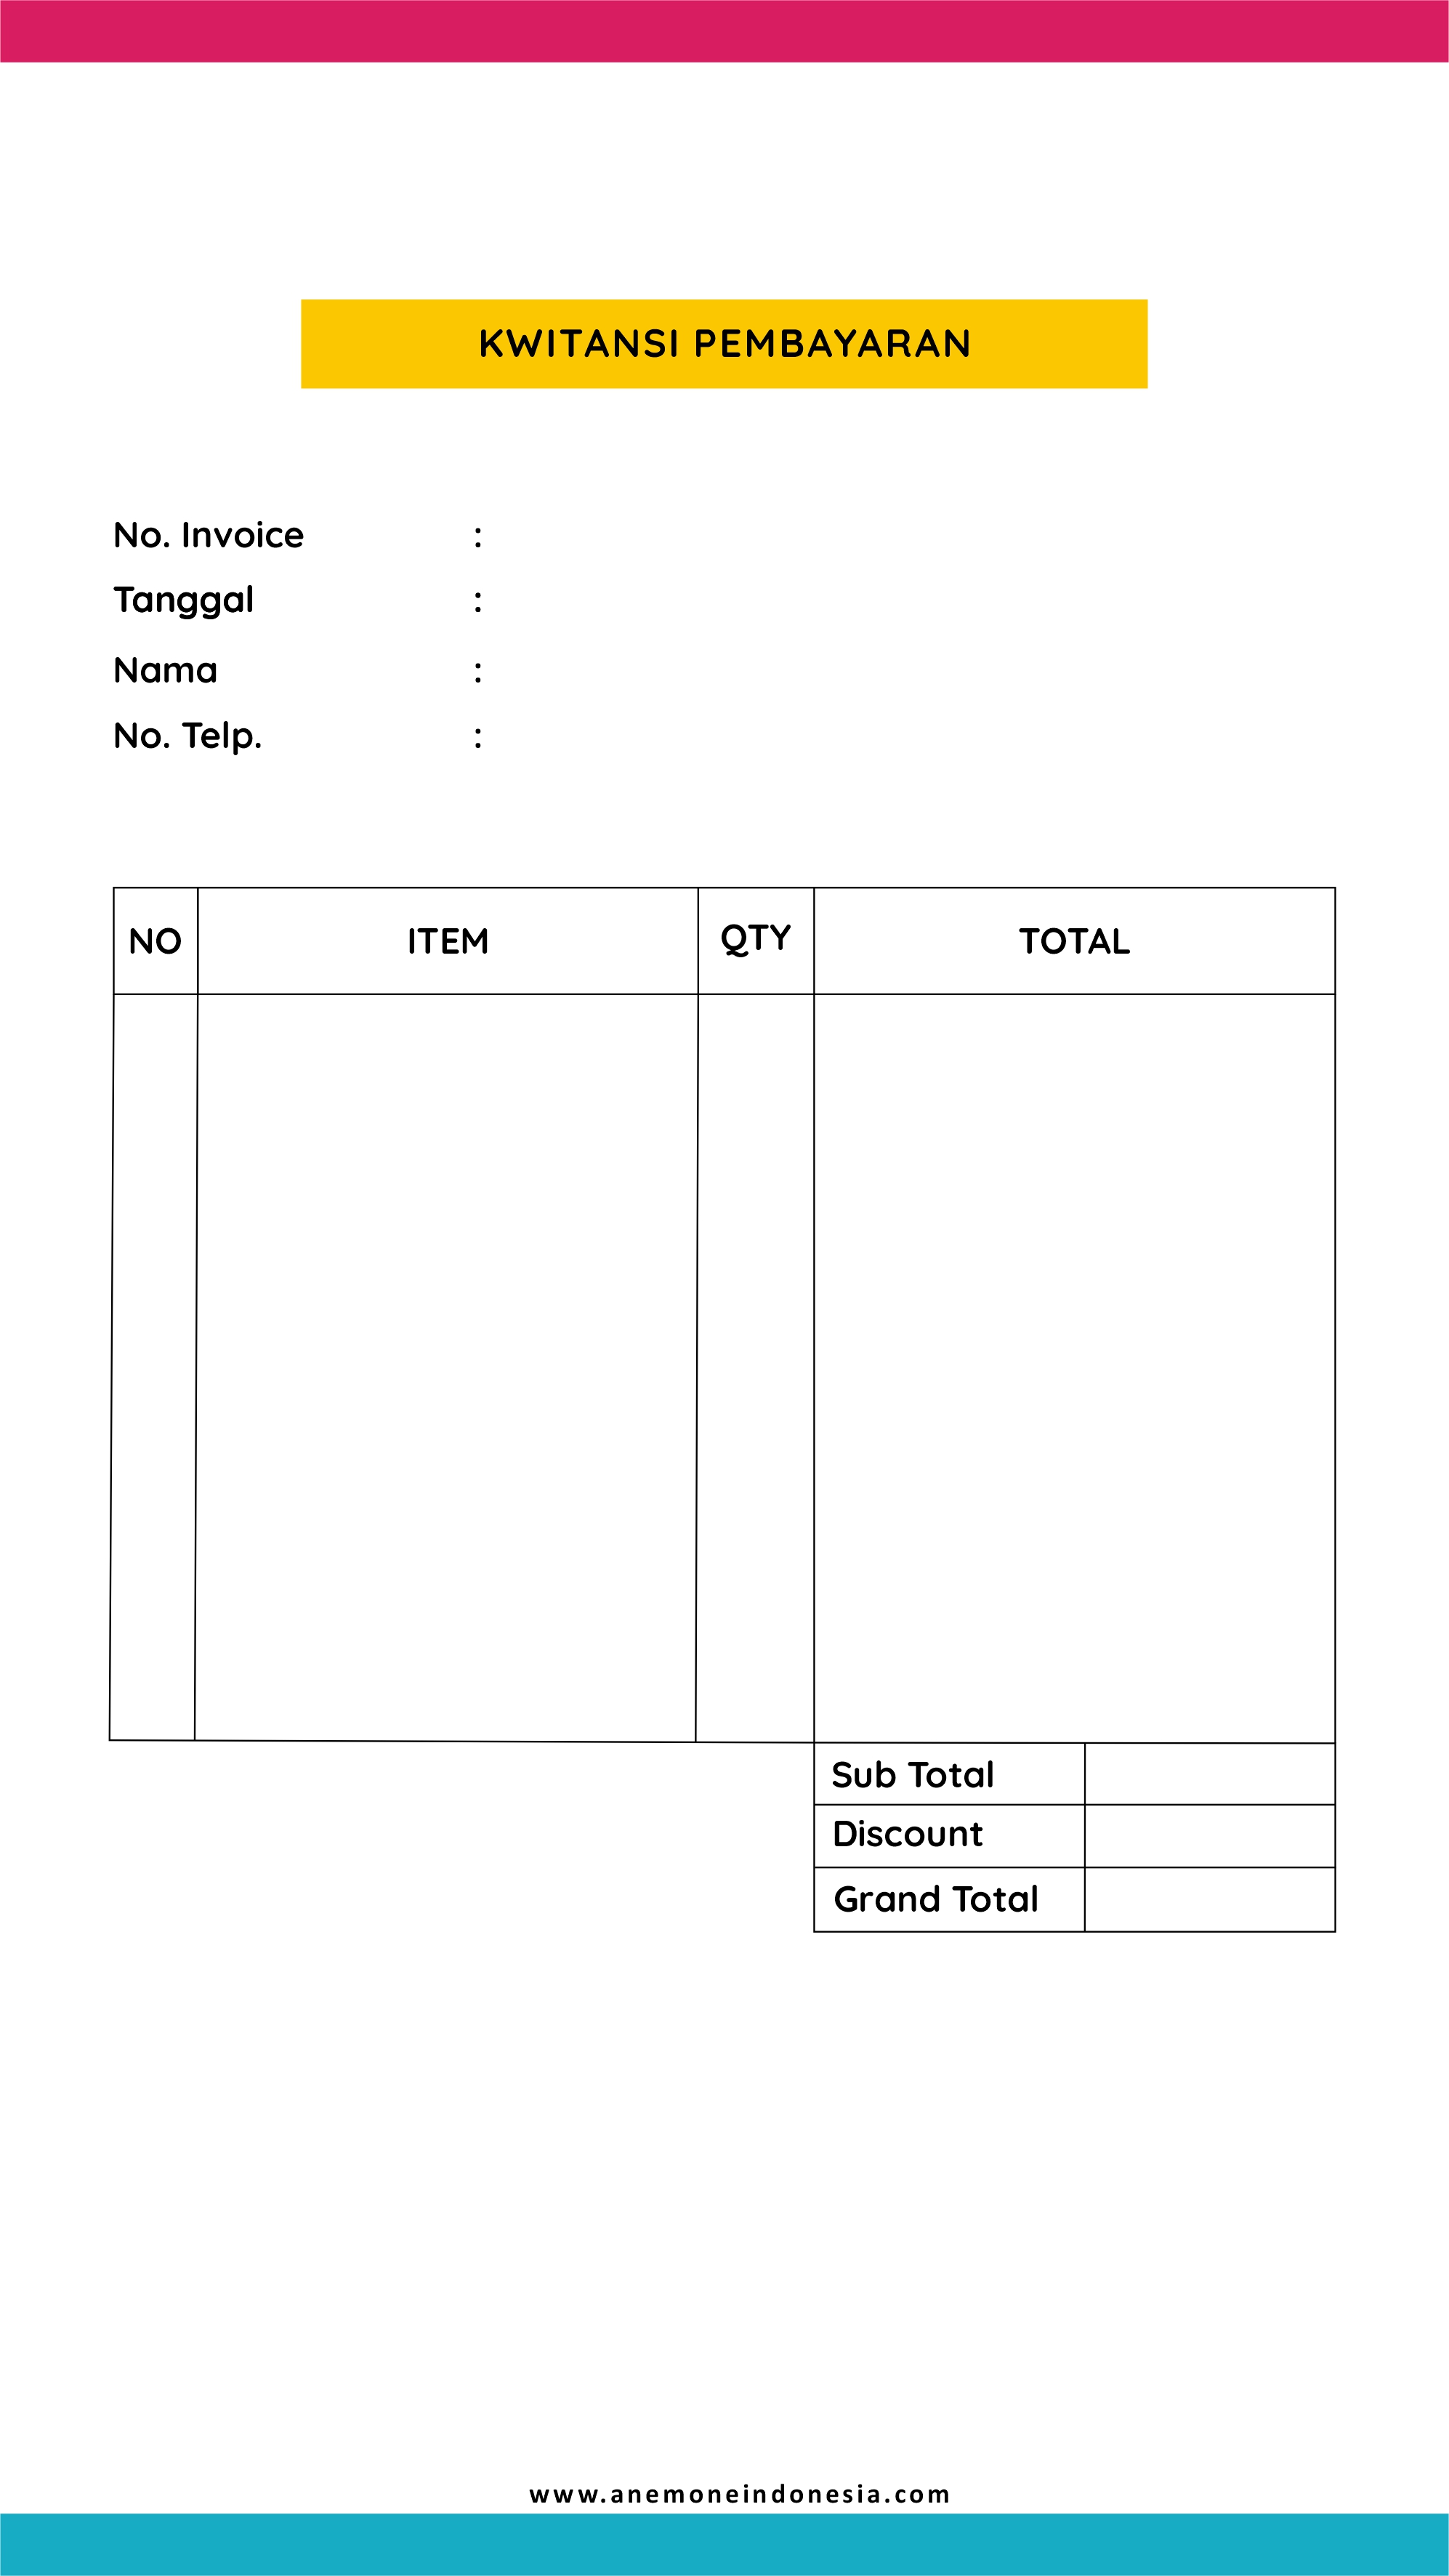 KWITANSI PEMBAYARAN
No. Invoice :
Tanggal :
Nama :
No. Telp. :
NO ITEM QTY TOTAL
Sub Total
Discount
Grand Total
www.anemoneindonesia.com